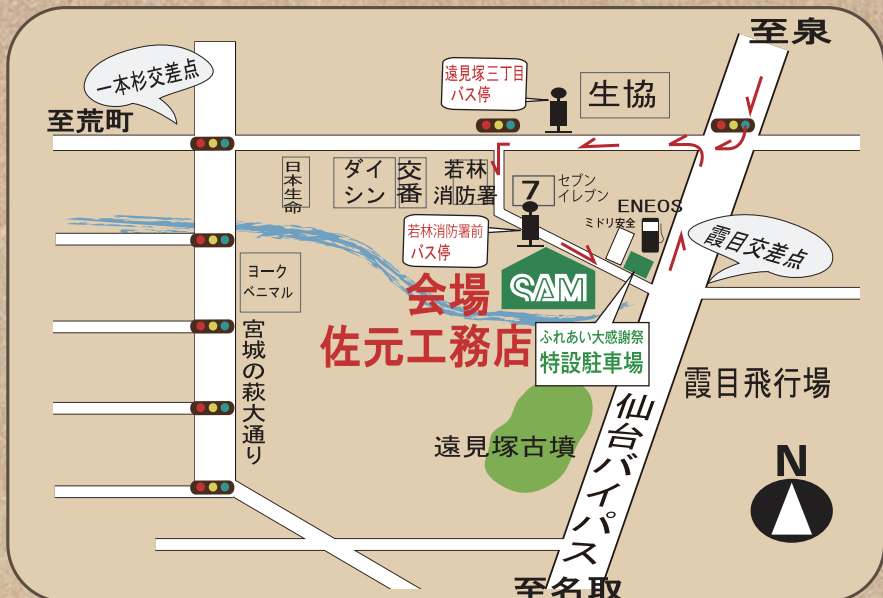 至泉
一本杉交差点
至荒町
遠見塚三丁目
バス停
生協
日本生命
ダイ
シン
交番
若林
消防署
7
セブン
イレブン
ENEOS
ミドリ安全
若林消防署前
バス停
霞目交差点
ヨーク
ベニマル
SAM
会場
佐元工務店
ふれあい大感謝祭
特設駐車場
宮城の萩大通り
霞目飛行場
仙台バイパス
遠見塚古墳
N
至名取